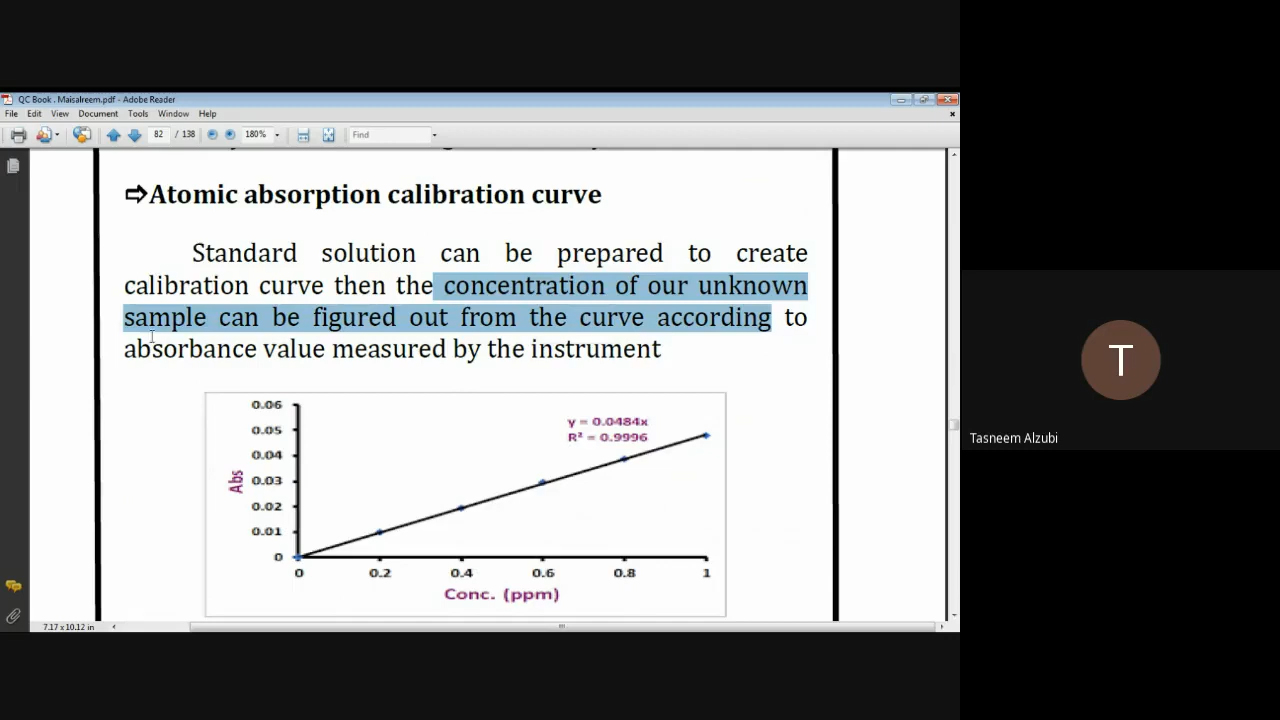 QC Book . Maisalreem.pdf - Adobe Reader
File Edit View Document Tools Window Help
82 / 138 180% Find
⇨Atomic absorption calibration curve
Standard solution can be prepared to create
calibration curve then the concentration of our unknown
sample can be figured out from the curve according to
absorbance value measured by the instrument
y = 0.0484x
R² = 0.9996
Abs
0.06
0.05
0.04
0.03
0.02
0.01
0
0 0.2 0.4 0.6 0.8 1
Conc. (ppm)
7.17 x 10.12 in
T
Tasneem Alzubi